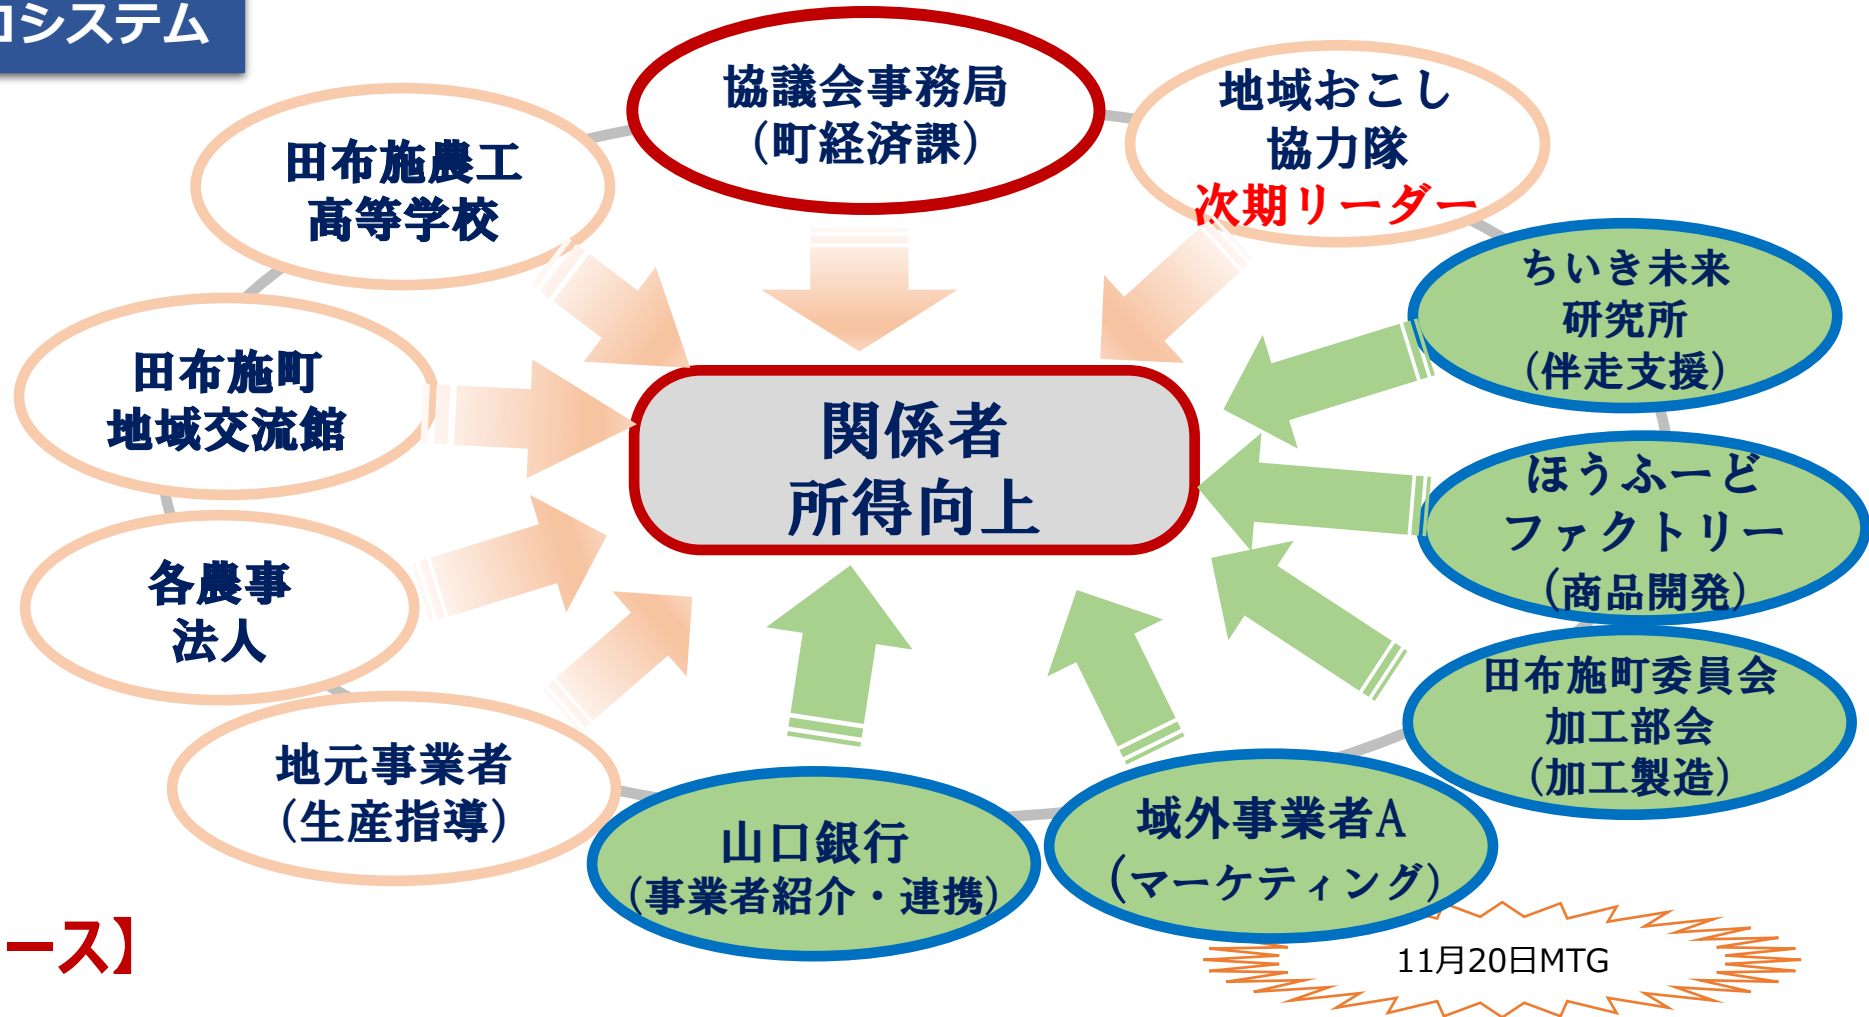 ロシステム
協議会事務局
(町経済課)
地域おこし
協力隊
次期リーダー
田布施農工
高等学校
ちいき未来
研究所
(伴走支援)
田布施町
地域交流館
関係者
所得向上
ほうふーど
ファクトリー
(商品開発)
各農事
法人
田布施町委員会
加工部会
(加工製造)
地元事業者
(生産指導)
山口銀行
(事業者紹介・連携)
域外事業者A
(マーケティング)
ース】
11月20日MTG